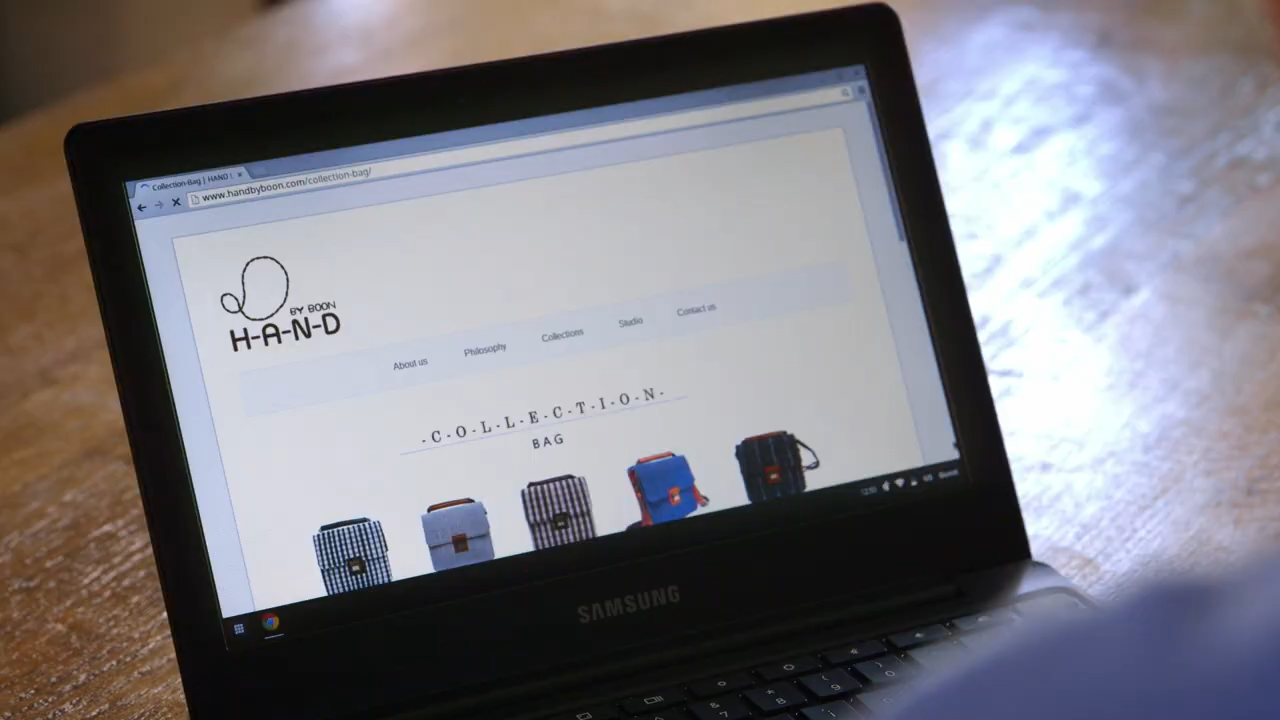 Collection-Bag | HAND
www.handbyboon.com/collection-bag/
BY BOON
H-A-N-D
About us
Philosophy
Collections
Studio
Contact us
·C·O·L·L·E·C·T·I·O·N·
BAG
SAMSUNG